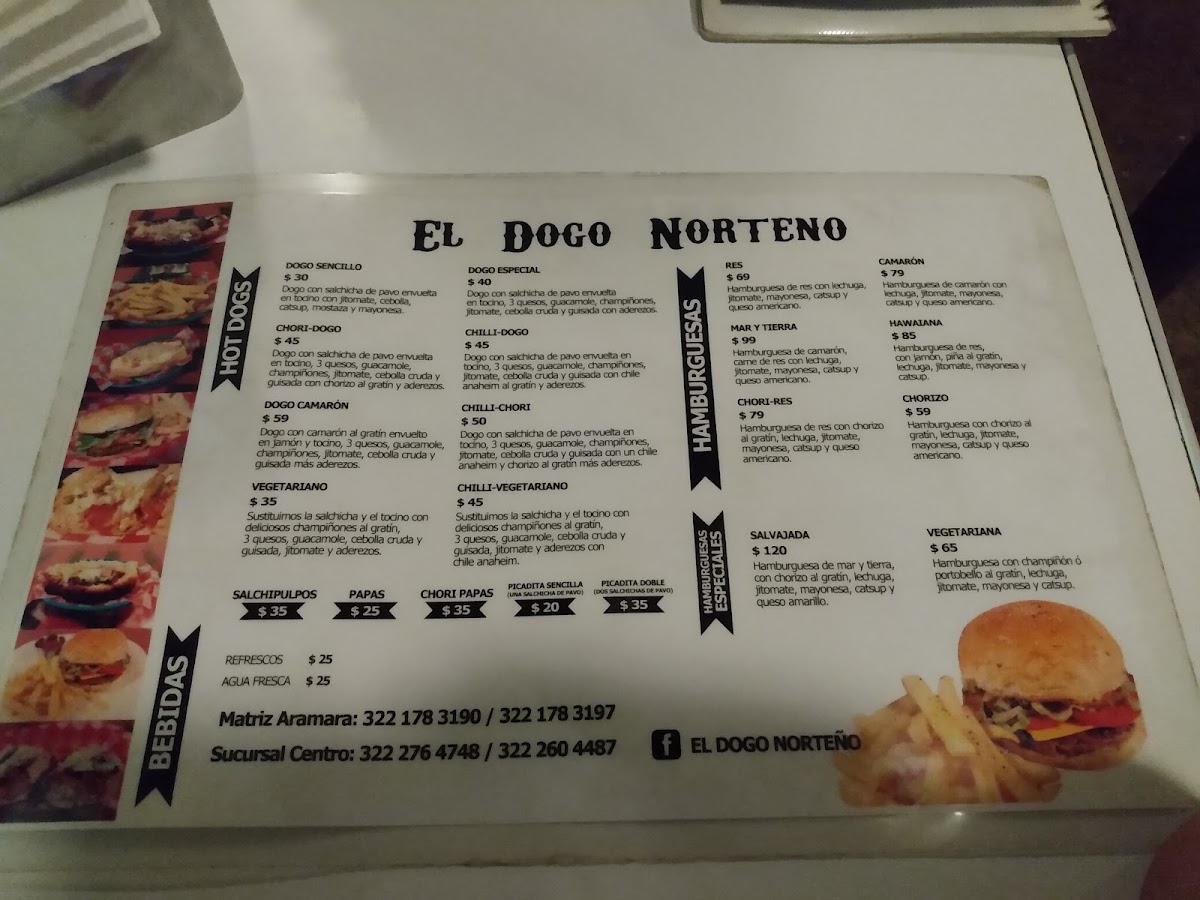 EL DOGO NORTENO
HOT DOGS
DOGO SENCILLO
$ 30
Dogo con salchicha de pavo envuelta
en tocino con jitomate, cebolla,
catsup, mostaza y mayonesa.
DOGO ESPECIAL
$ 40
Dogo con salchicha de pavo envuelta
en tocino, 3 quesos, guacamole, champiñones,
jitomate, cebolla cruda y guisada con aderezos.
CHORI-DOGO
$ 45
Dogo con salchicha de pavo envuelta
en tocino, 3 quesos, guacamole,
champiñones, jitomate, cebolla cruda y
guisada con chorizo al gratín y aderezos.
CHILLI-DOGO
$ 45
Dogo con salchicha de pavo envuelta en
tocino, 3 quesos, guacamole, champiñones,
jitomate, cebolla cruda y guisada con chile
anaheim al gratín y aderezos.
DOGO CAMARÓN
$ 59
Dogo con camarón al gratín envuelto
en jamón y tocino, 3 quesos, guacamole,
champiñones, jitomate, cebolla cruda y
guisada más aderezos.
CHILLI-CHORI
$ 50
Dogo con salchicha de pavo envuelta en
tocino, 3 quesos, guacamole, champiñones,
jitomate, cebolla cruda y guisada con un chile
anaheim y chorizo al gratín más aderezos.
VEGETARIANO
$ 35
Sustituimos la salchicha y el tocino con
deliciosos champiñones al gratín,
3 quesos, guacamole, cebolla cruda y
guisada, jitomate y aderezos.
CHILLI-VEGETARIANO
$ 45
Sustituimos la salchicha y el tocino con
deliciosos champiñones al gratín,
3 quesos, guacamole, cebolla cruda y
guisada, jitomate y aderezos con
chile anaheim.
SALCHIPULPOS
$ 35
PAPAS
$ 25
CHORI PAPAS
$ 35
PICADITA SENCILLA
(UNA SALCHICHA DE PAVO)
$ 20
PICADITA DOBLE
(DOS SALCHICHAS DE PAVO)
$ 35
HAMBURGUESAS
RES
$ 69
Hamburguesa de res con lechuga,
jitomate, mayonesa, catsup y
queso americano.
CAMARÓN
$ 79
Hamburguesa de camarón con
lechuga, jitomate, mayonesa,
catsup y queso americano.
MAR Y TIERRA
$ 99
Hamburguesa de camarón,
carne de res con lechuga,
jitomate, mayonesa, catsup y
queso americano.
HAWAIANA
$ 85
Hamburguesa de res,
con jamón, piña al gratín,
lechuga, jitomate, mayonesa y
catsup.
CHORI-RES
$ 79
Hamburguesa de res con chorizo
al gratín, lechuga, jitomate,
mayonesa, catsup y queso
americano.
CHORIZO
$ 59
Hamburguesa con chorizo al
gratín, lechuga, jitomate,
mayonesa, catsup y queso
americano.
HAMBURGUESAS
ESPECIALES
SALVAJADA
$ 120
Hamburguesa de mar y tierra,
con chorizo al gratín, lechuga,
jitomate, mayonesa, catsup y
queso amarillo.
VEGETARIANA
$ 65
Hamburguesa con champiñón ó
portobello al gratín, lechuga,
jitomate, mayonesa y catsup.
BEBIDAS
REFRESCOS $ 25
AGUA FRESCA $ 25
Matriz Aramara: 322 178 3190 / 322 178 3197
Sucursal Centro: 322 276 4748 / 322 260 4487
f EL DOGO NORTEÑO